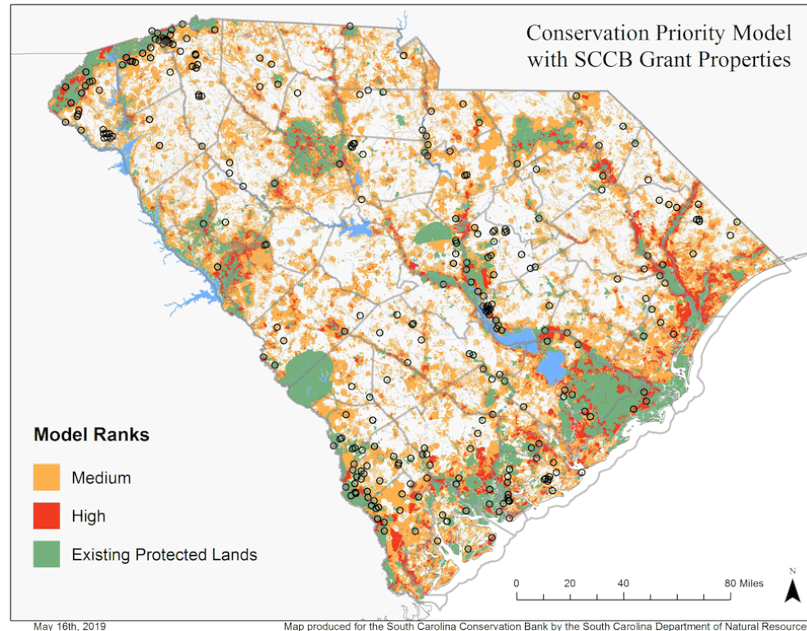 Conservation Priority Model
with SCCB Grant Properties
Model Ranks
Medium
High
Existing Protected Lands
N
0 20 40 80 Miles
May 16th, 2019 Map produced for the South Carolina Conservation Bank by the South Carolina Department of Natural Resource